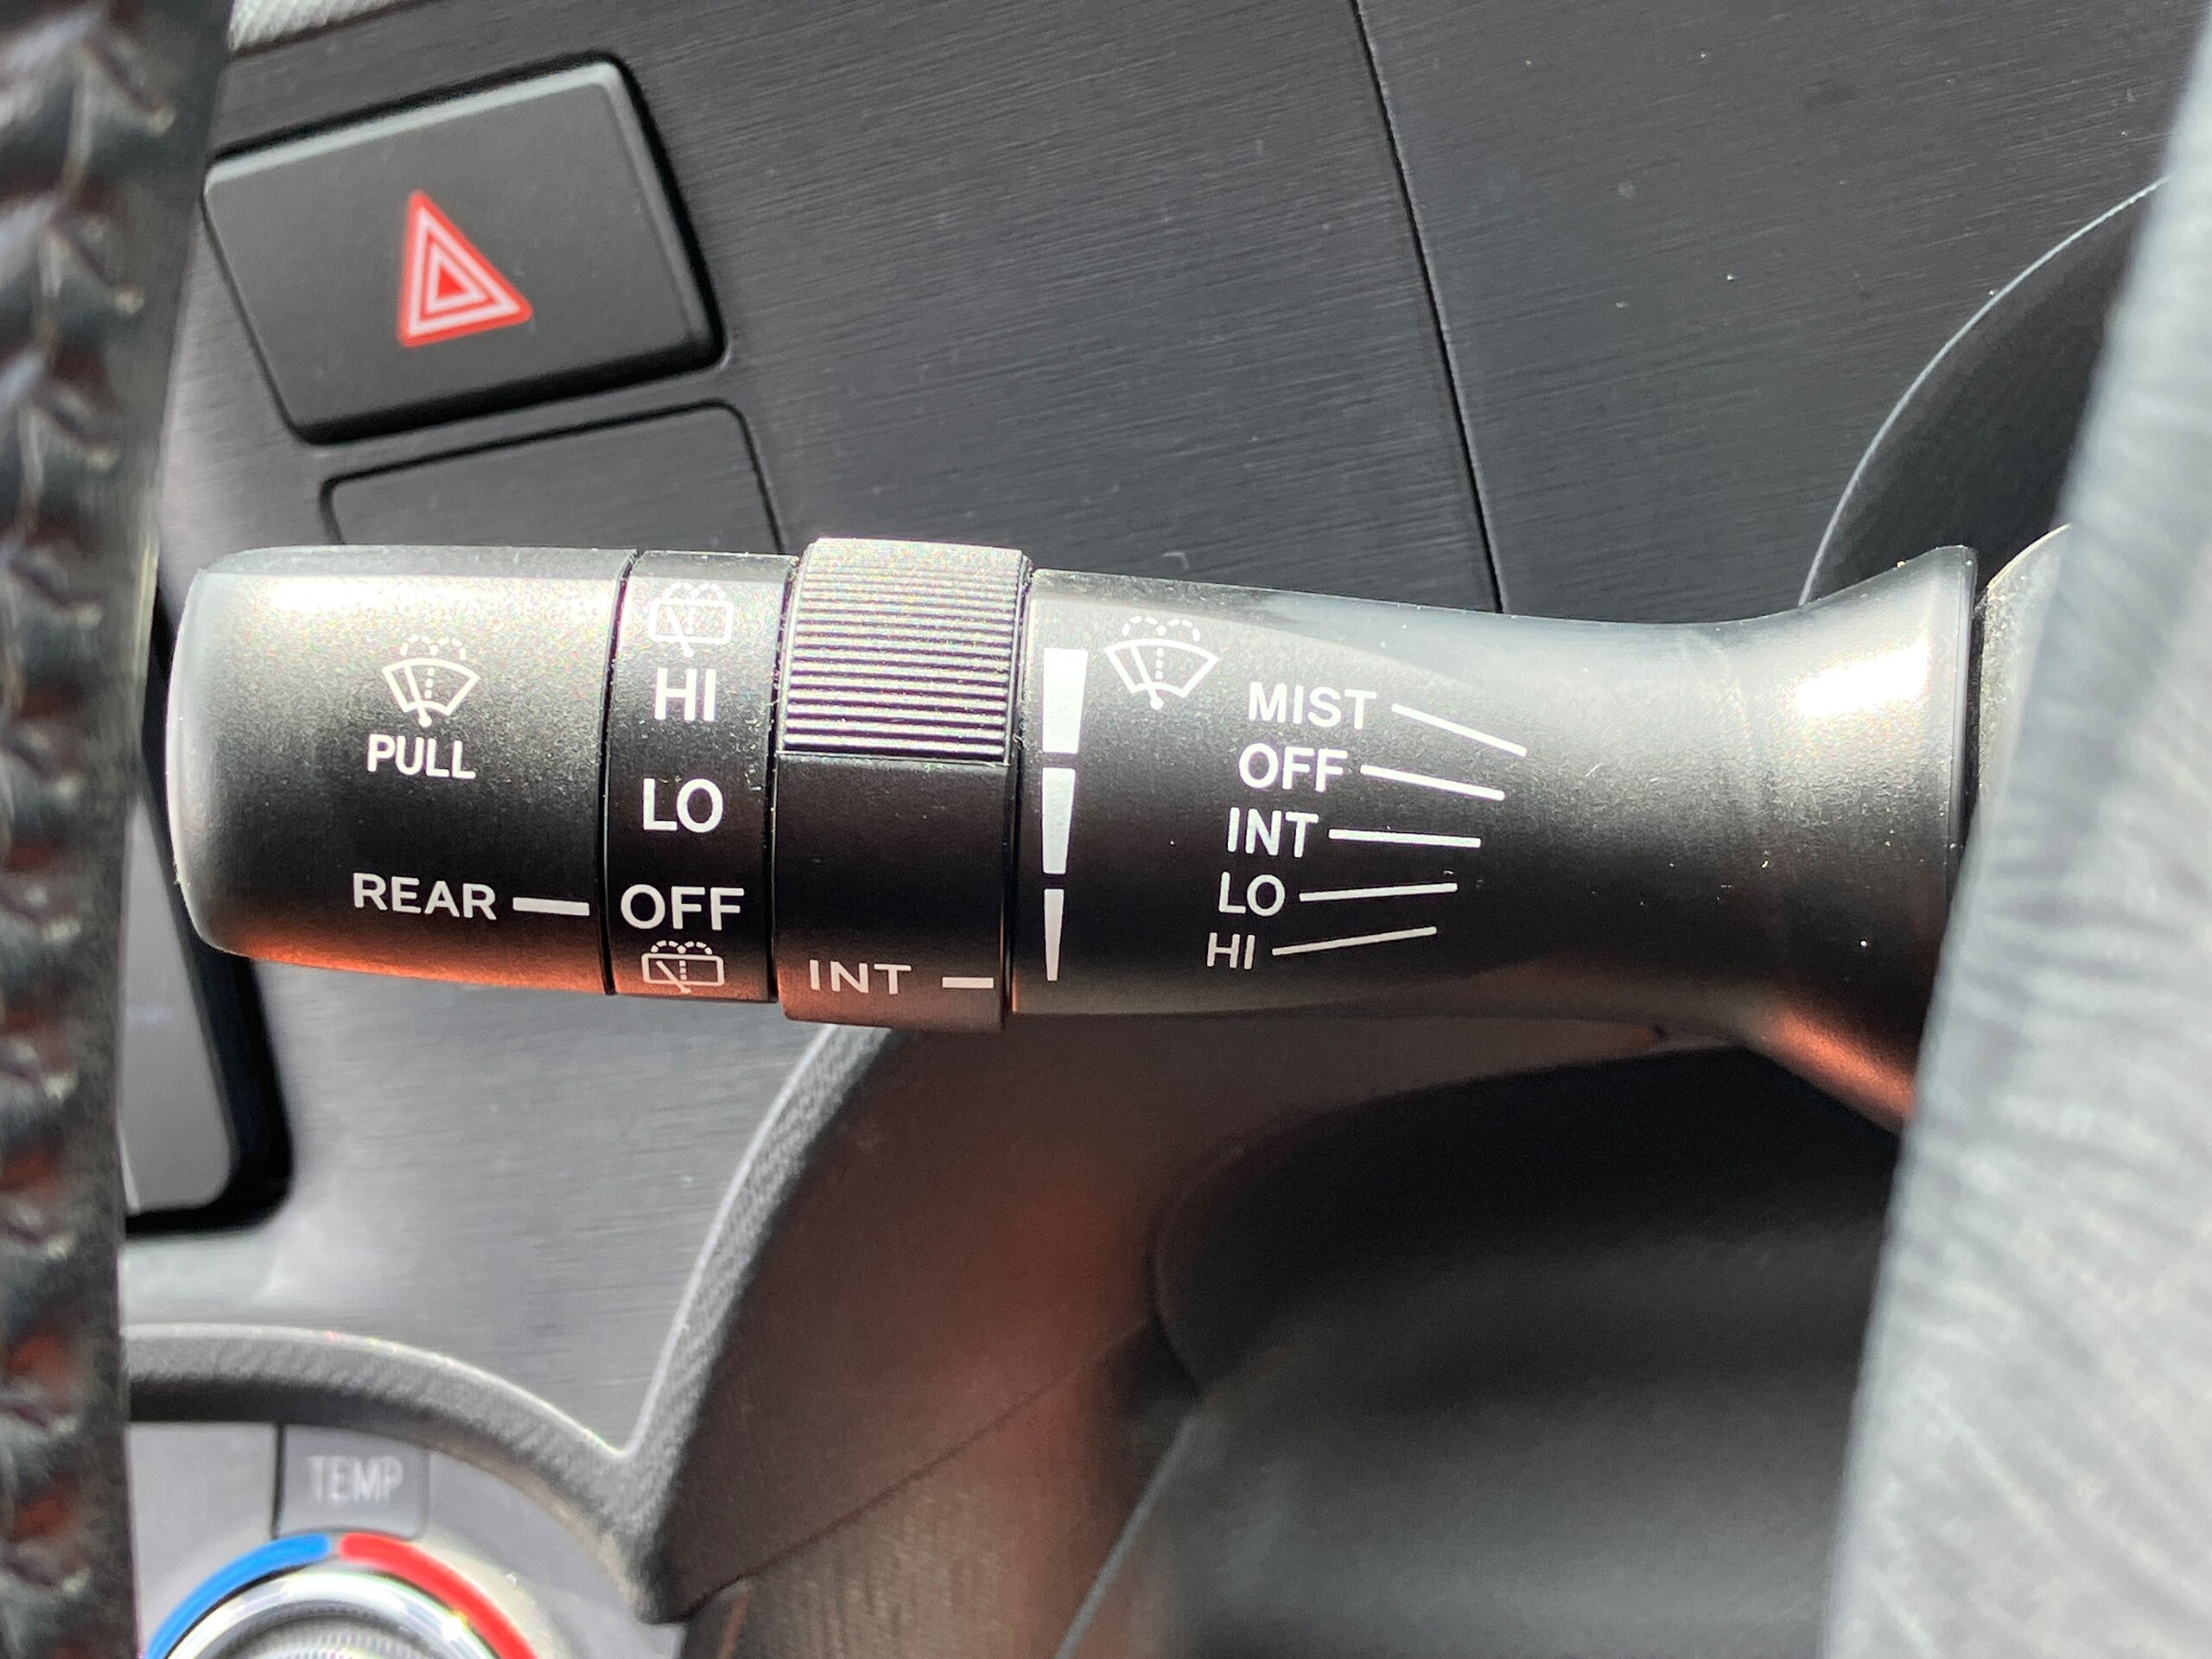 PULL
REAR
HI
LO
OFF
INT
MIST
OFF
INT
LO
HI
TEMP